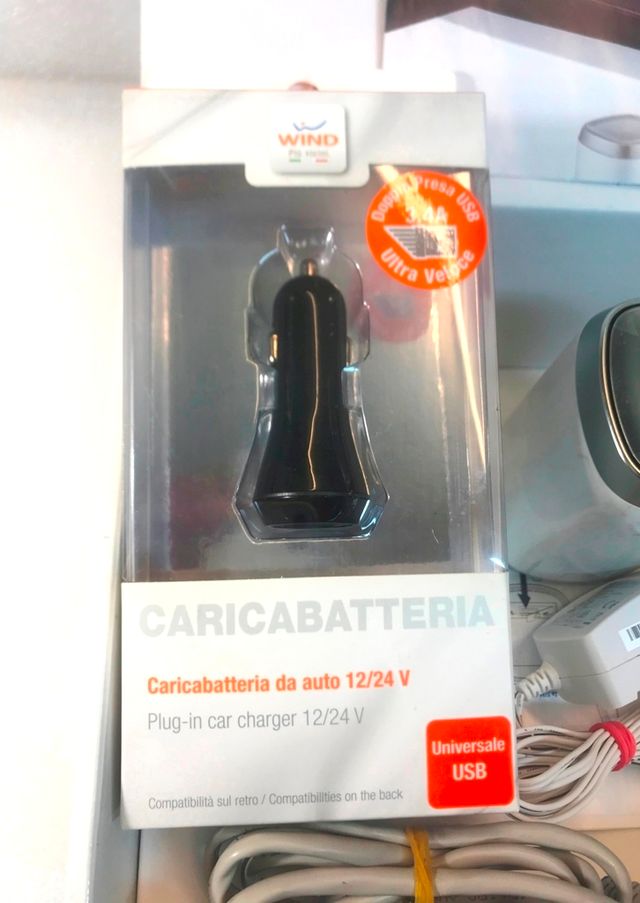 WIND
Doppia Presa USB
3.4A
Ultra Veloce
CARICABATTERIA
Caricabatteria da auto 12/24 V
Plug-in car charger 12/24 V
Universale
USB
Compatibilità sul retro / Compatibilities on the back